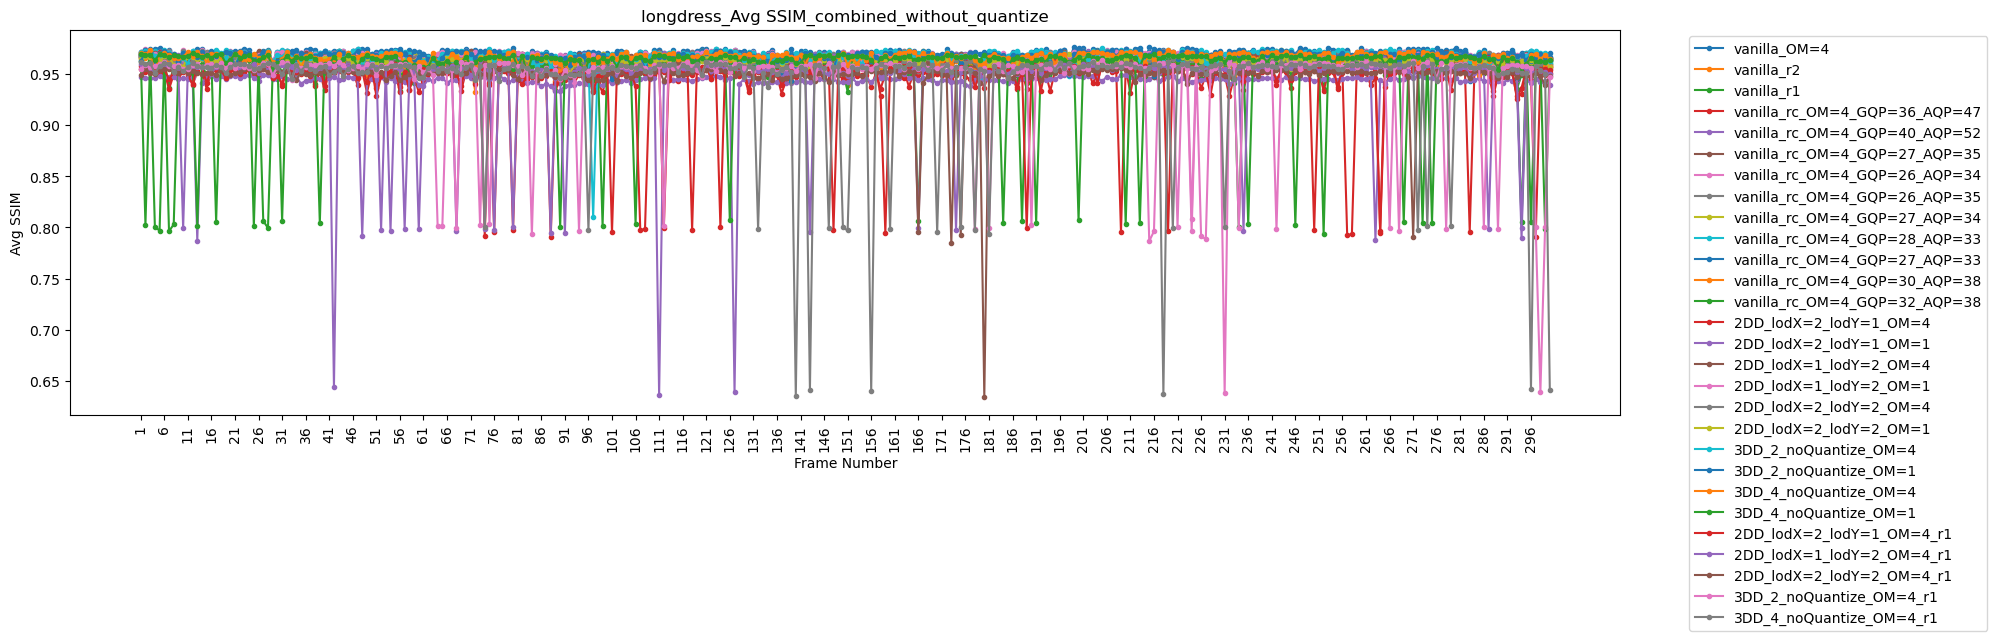 longdress_Avg SSIM_combined_without_quantize
Avg SSIM
0.95
0.90
0.85
0.80
0.75
0.70
0.65
1
6
11
16
21
26
31
36
41
46
51
56
61
66
71
76
81
86
91
96
101
106
111
116
121
126
131
136
141
146
151
156
161
166
171
176
181
186
191
196
201
206
211
216
221
226
231
236
241
246
251
256
261
266
271
276
281
286
291
296
Frame Number
vanilla_OM=4
vanilla_r2
vanilla_r1
vanilla_rc_OM=4_GQP=36_AQP=47
vanilla_rc_OM=4_GQP=40_AQP=52
vanilla_rc_OM=4_GQP=27_AQP=35
vanilla_rc_OM=4_GQP=26_AQP=34
vanilla_rc_OM=4_GQP=26_AQP=35
vanilla_rc_OM=4_GQP=27_AQP=34
vanilla_rc_OM=4_GQP=28_AQP=33
vanilla_rc_OM=4_GQP=27_AQP=33
vanilla_rc_OM=4_GQP=30_AQP=38
vanilla_rc_OM=4_GQP=32_AQP=38
2DD_lodX=2_lodY=1_OM=4
2DD_lodX=2_lodY=1_OM=1
2DD_lodX=1_lodY=2_OM=4
2DD_lodX=1_lodY=2_OM=1
2DD_lodX=2_lodY=2_OM=4
2DD_lodX=2_lodY=2_OM=1
3DD_2_noQuantize_OM=4
3DD_2_noQuantize_OM=1
3DD_4_noQuantize_OM=4
3DD_4_noQuantize_OM=1
2DD_lodX=2_lodY=1_OM=4_r1
2DD_lodX=1_lodY=2_OM=4_r1
2DD_lodX=2_lodY=2_OM=4_r1
3DD_2_noQuantize_OM=4_r1
3DD_4_noQuantize_OM=4_r1